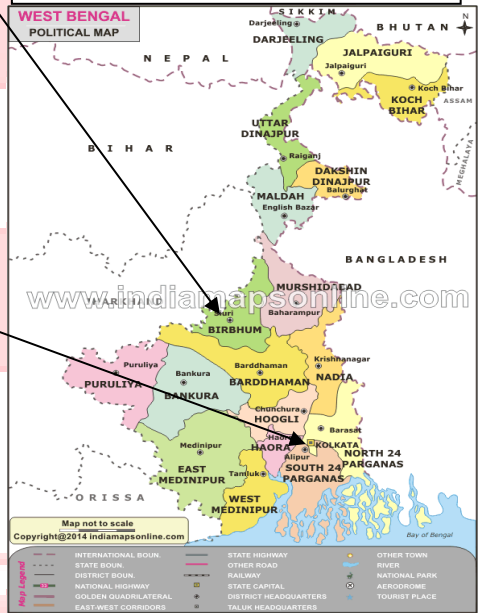 WEST BENGAL
POLITICAL MAP
SIKKIM
N
Darjeeling
DARJEELING
BHUTAN
NEPAL
JALPAIGURI
Jalpaiguri
Koch Bihar
KOCH
BIHAR
ASSAM
UTTAR
DINAJPUR
BIHAR
Raiganj
MEGHALAYA
DAKSHIN
DINAJPUR
Balurghat
MALDAH
English Bazar
BANGLADESH
MURSHIDABAD
www.indiamapsonline.com
JHARKHAND
Siuri
Baharampur
BIRBHUM
Puruliya
PURULIYA
Bankura
BANKURA
Barddhaman
BARDDHAMAN
Krishnanagar
NADIA
Chunchura
HOOGLI
Barasat
Haora
HAORA
KOLKATA
Alipur
NORTH 24
PARGANAS
Medinipur
EAST
MEDINIPUR
Tamluk
SOUTH 24
PARGANAS
WEST
MEDINIPUR
ORISSA
Map not to scale
Copyright@2014 indiamapsonline.com
Bay of Bengal
Map Legend
INTERNATIONAL BOUN.
STATE BOUN.
DISTRICT BOUN.
NATIONAL HIGHWAY
GOLDEN QUADRILATERAL
EAST-WEST CORRIDORS
STATE HIGHWAY
OTHER ROAD
RAILWAY
STATE CAPITAL
DISTRICT HEADQUARTERS
TALUK HEADQUARTERS
OTHER TOWN
RIVER
NATIONAL PARK
AERODROME
TOURIST PLACE